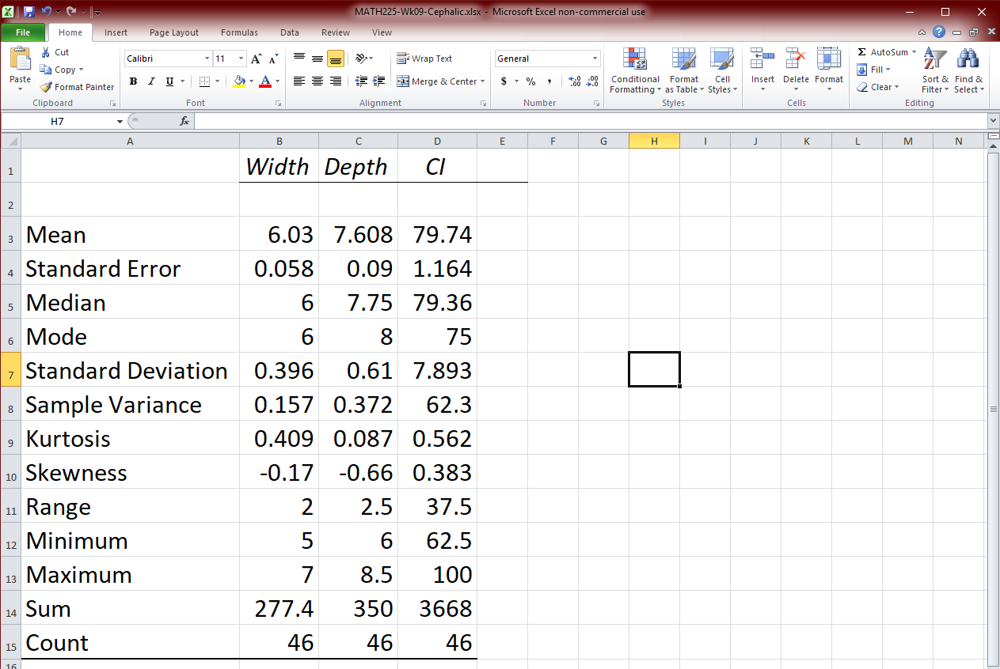 MATH225-Wk09-Cephalic.xlsx - Microsoft Excel non-commercial use
File Home Insert Page Layout Formulas Data Review View
Paste Cut Copy Format Painter Clipboard
Calibri 11 B I U Font
Wrap Text Merge & Center Alignment
General $ % , Number
Conditional Formatting Format as Table Cell Styles Styles
Insert Delete Format Cells
Σ AutoSum Fill Clear Sort & Filter Find & Select Editing
H7 fx
A B C D E F G H I J K L M N
1 Width Depth CI
2
3 Mean 6.03 7.608 79.74
4 Standard Error 0.058 0.09 1.164
5 Median 6 7.75 79.36
6 Mode 6 8 75
7 Standard Deviation 0.396 0.61 7.893
8 Sample Variance 0.157 0.372 62.3
9 Kurtosis 0.409 0.087 0.562
10 Skewness -0.17 -0.66 0.383
11 Range 2 2.5 37.5
12 Minimum 5 6 62.5
13 Maximum 7 8.5 100
14 Sum 277.4 350 3668
15 Count 46 46 46
16